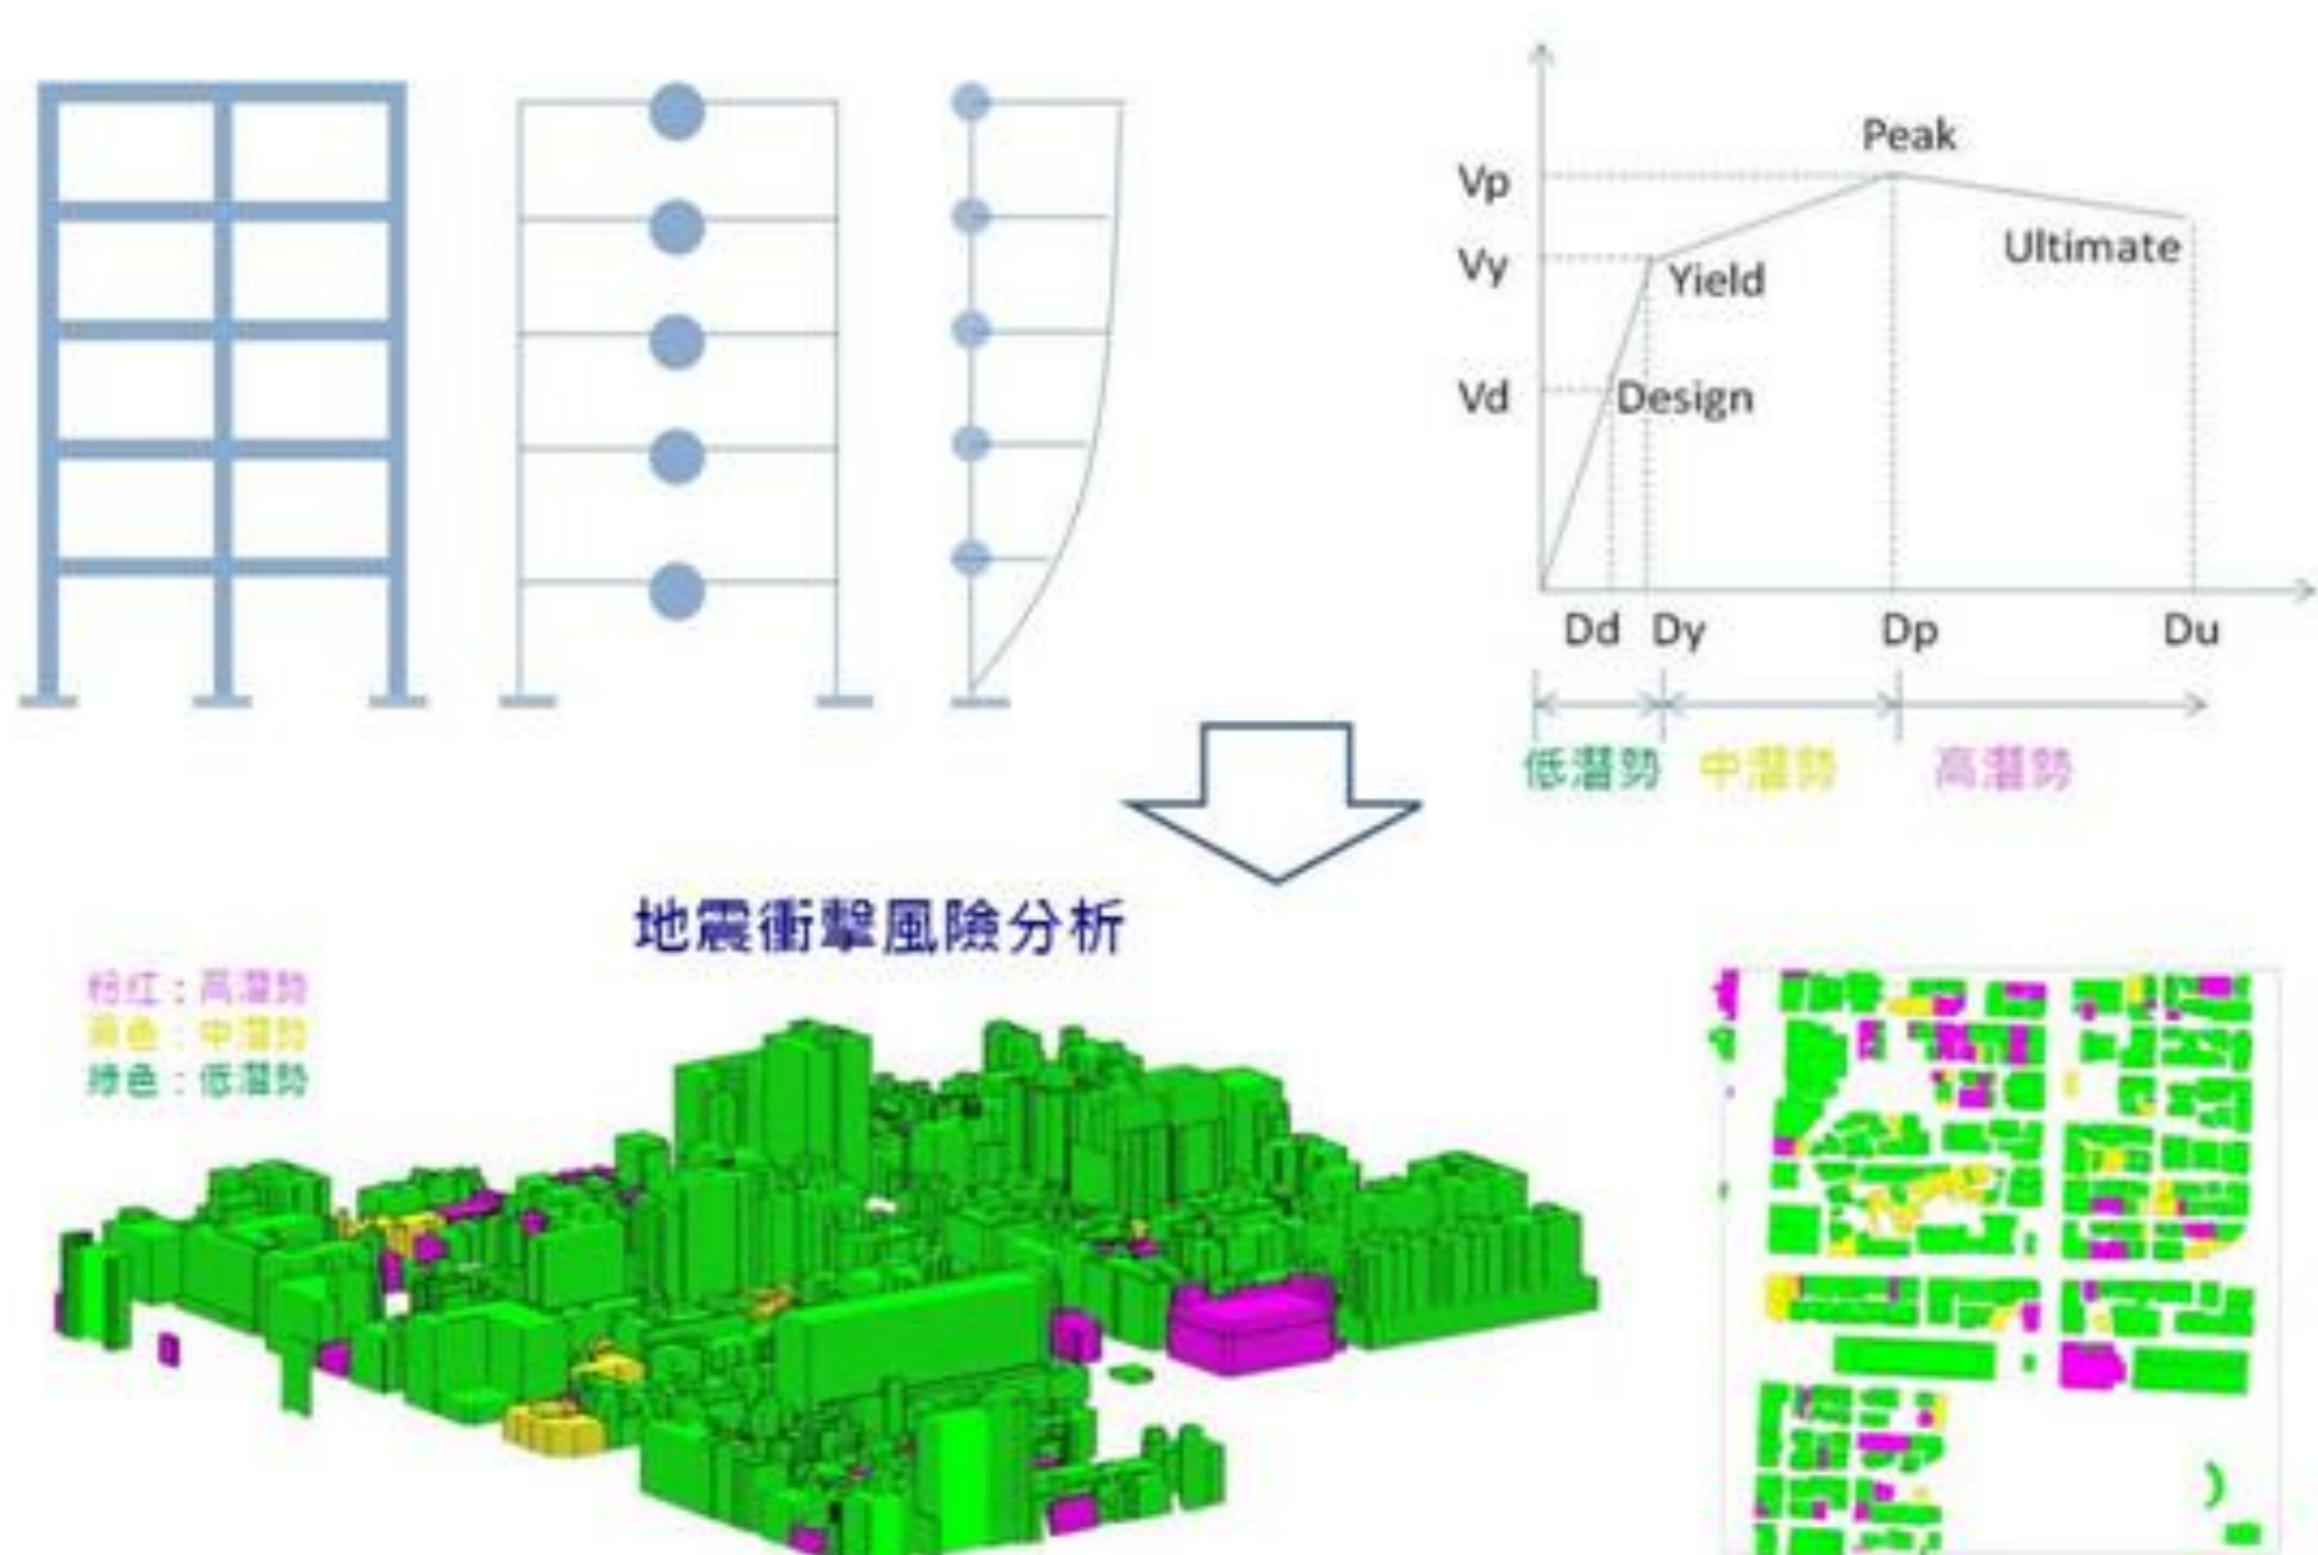 Peak
Vp
Vy
Yield
Ultimate
Vd
Design
Dd Dy Dp Du
低潛勢 中潛勢 高潛勢
地震衝擊風險分析
粉红：高潛勢
黃色：中潛勢
綠色：低潛勢